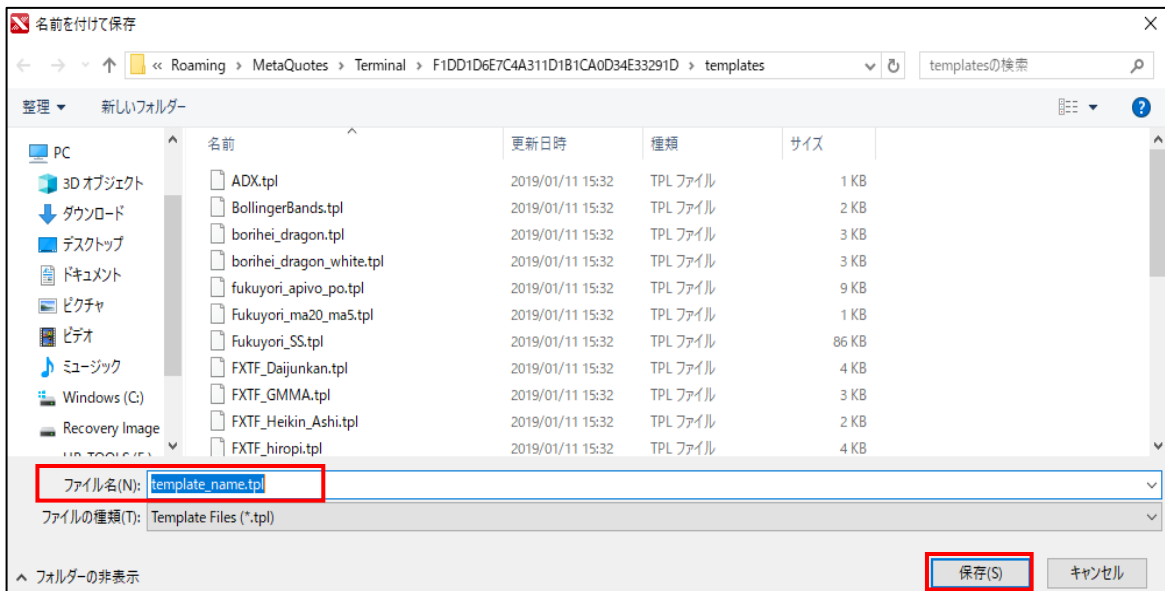 名前を付けて保存
« Roaming > MetaQuotes > Terminal > F1DD1D6E7C4A311D1B1CA0D34E33291D > templates
templatesの検索
整理 新しいフォルダー
名前 更新日時 種類 サイズ
PC
3D オブジェクト
ダウンロード
デスクトップ
ドキュメント
ピクチャ
ビデオ
ミュージック
Windows (C:)
Recovery Image
ADX.tpl 2019/01/11 15:32 TPL ファイル 1 KB
BollingerBands.tpl 2019/01/11 15:32 TPL ファイル 2 KB
borihei_dragon.tpl 2019/01/11 15:32 TPL ファイル 3 KB
borihei_dragon_white.tpl 2019/01/11 15:32 TPL ファイル 3 KB
fukuyori_apivo_po.tpl 2019/01/11 15:32 TPL ファイル 9 KB
Fukuyori_ma20_ma5.tpl 2019/01/11 15:32 TPL ファイル 1 KB
Fukuyori_SS.tpl 2019/01/11 15:32 TPL ファイル 86 KB
FXTF_Daijunkan.tpl 2019/01/11 15:32 TPL ファイル 4 KB
FXTF_GMMA.tpl 2019/01/11 15:32 TPL ファイル 3 KB
FXTF_Heikin_Ashi.tpl 2019/01/11 15:32 TPL ファイル 2 KB
FXTF_hiropi.tpl 2019/01/11 15:32 TPL ファイル 4 KB
ファイル名(N): template_name.tpl
ファイルの種類(T): Template Files (*.tpl)
フォルダーの非表示
保存(S) キャンセル